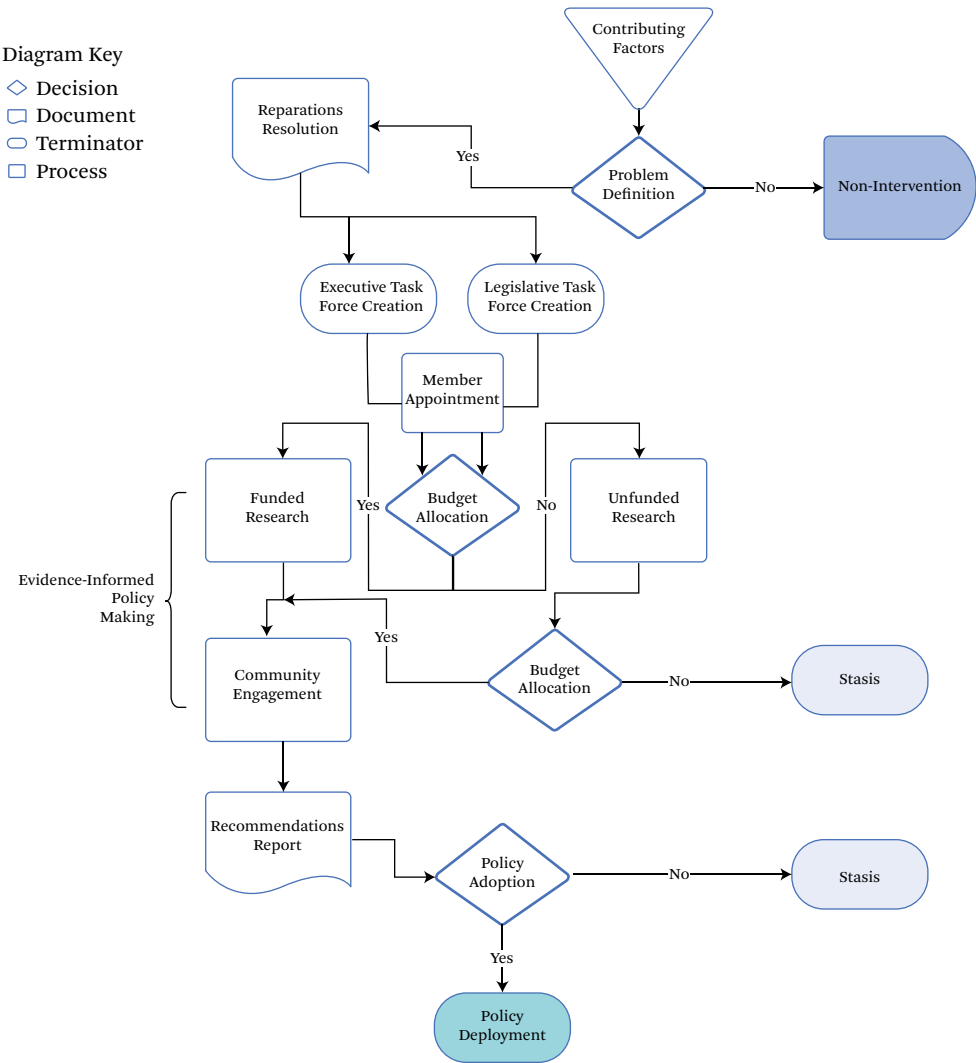 Contributing
Factors
Diagram Key
Decision
Document
Terminator
Process
Reparations
Resolution
Yes
Problem
Definition
No
Non-Intervention
Executive Task
Force Creation
Legislative Task
Force Creation
Member
Appointment
Funded
Research
Yes
Budget
Allocation
No
Unfunded
Research
Evidence-Informed
Policy
Making
Yes
Community
Engagement
Budget
Allocation
No
Stasis
Recommendations
Report
Policy
Adoption
No
Stasis
Yes
Policy
Deployment